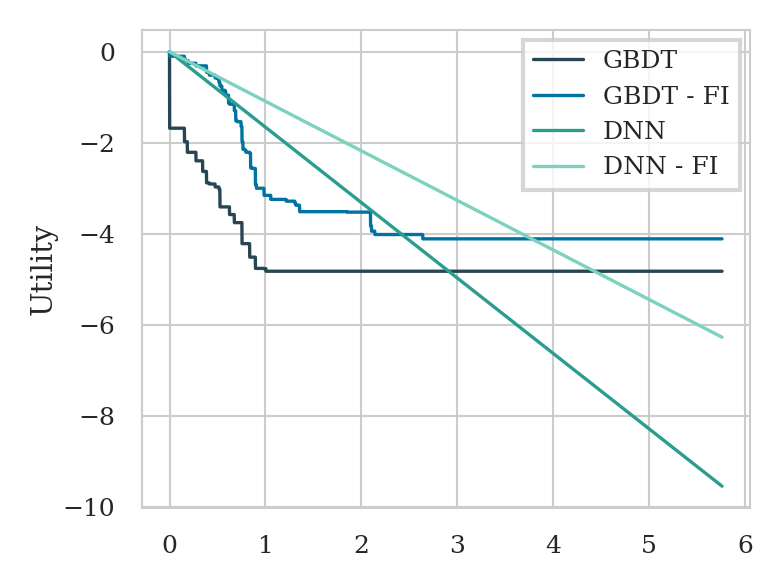 GBDT
GBDT - FI
DNN
DNN - FI
Utility
0
−2
−4
−6
−8
−10
0 1 2 3 4 5 6